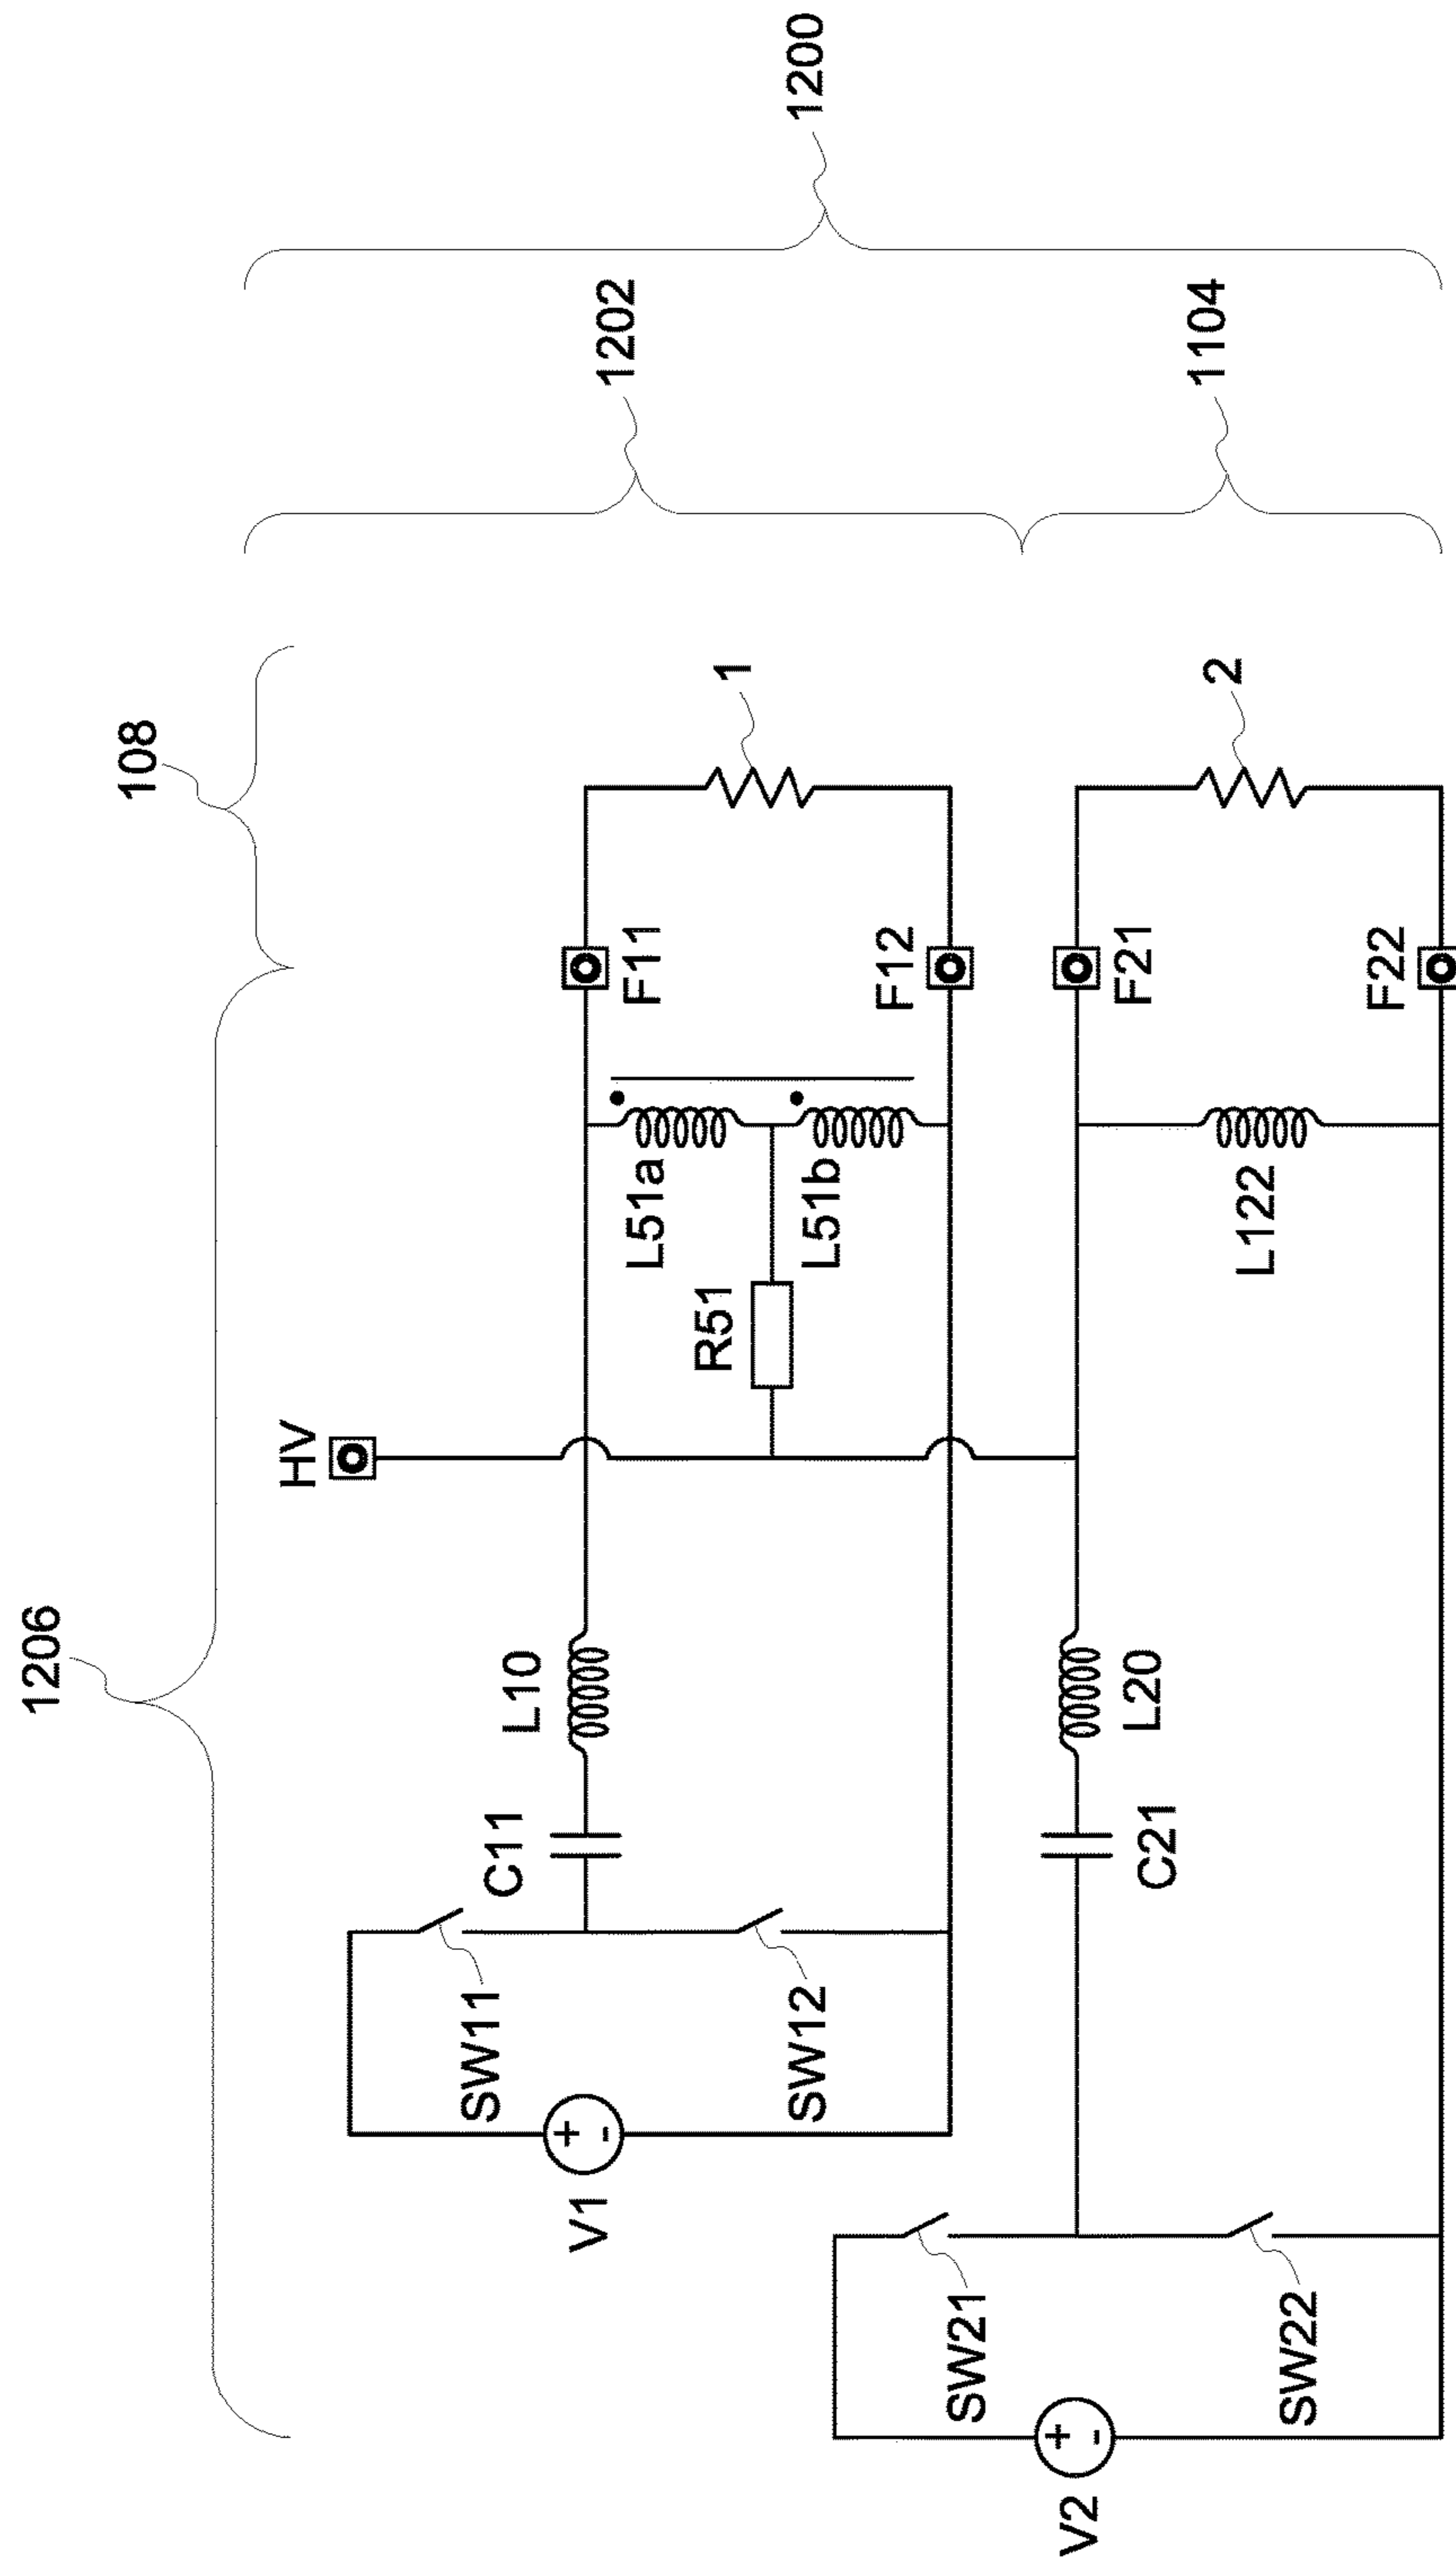 1206
108
HV
1200
1202
1104
V1
+
-
SW11
SW12
C11
L10
R51
L51a
L51b
F11
F12
1
V2
+
-
SW21
SW22
C21
L20
L122
F21
F22
2